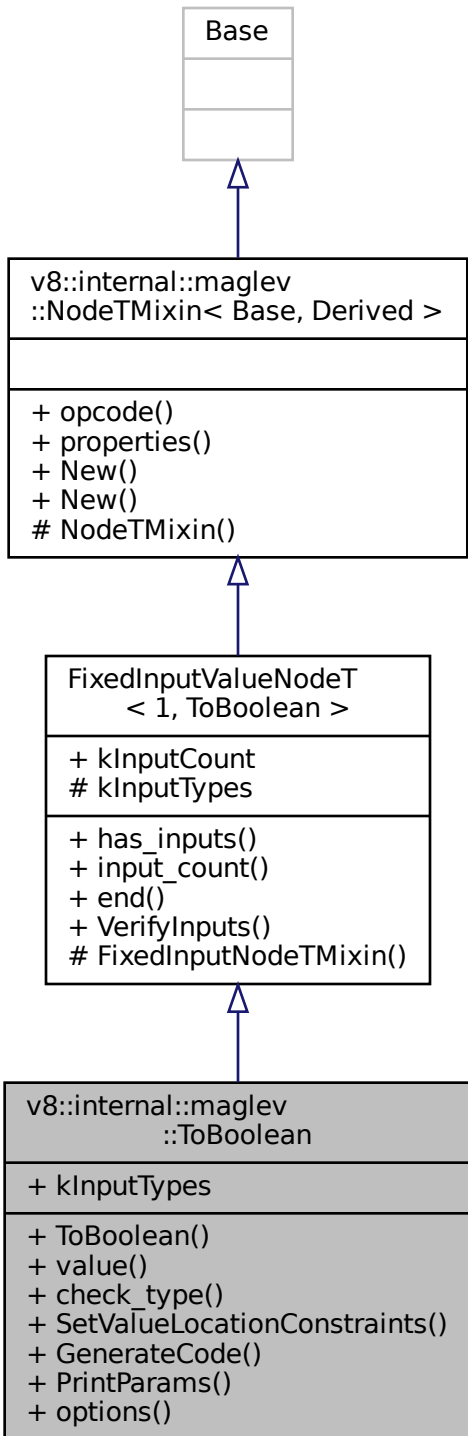 Base
v8::internal::maglev
::NodeTMixin< Base, Derived >
+ opcode()
+ properties()
+ New()
+ New()
# NodeTMixin()
FixedInputValueNodeT
< 1, ToBoolean >
+ kInputCount
# kInputTypes
+ has_inputs()
+ input_count()
+ end()
+ VerifyInputs()
# FixedInputNodeTMixin()
v8::internal::maglev
::ToBoolean
+ kInputTypes
+ ToBoolean()
+ value()
+ check_type()
+ SetValueLocationConstraints()
+ GenerateCode()
+ PrintParams()
+ options()